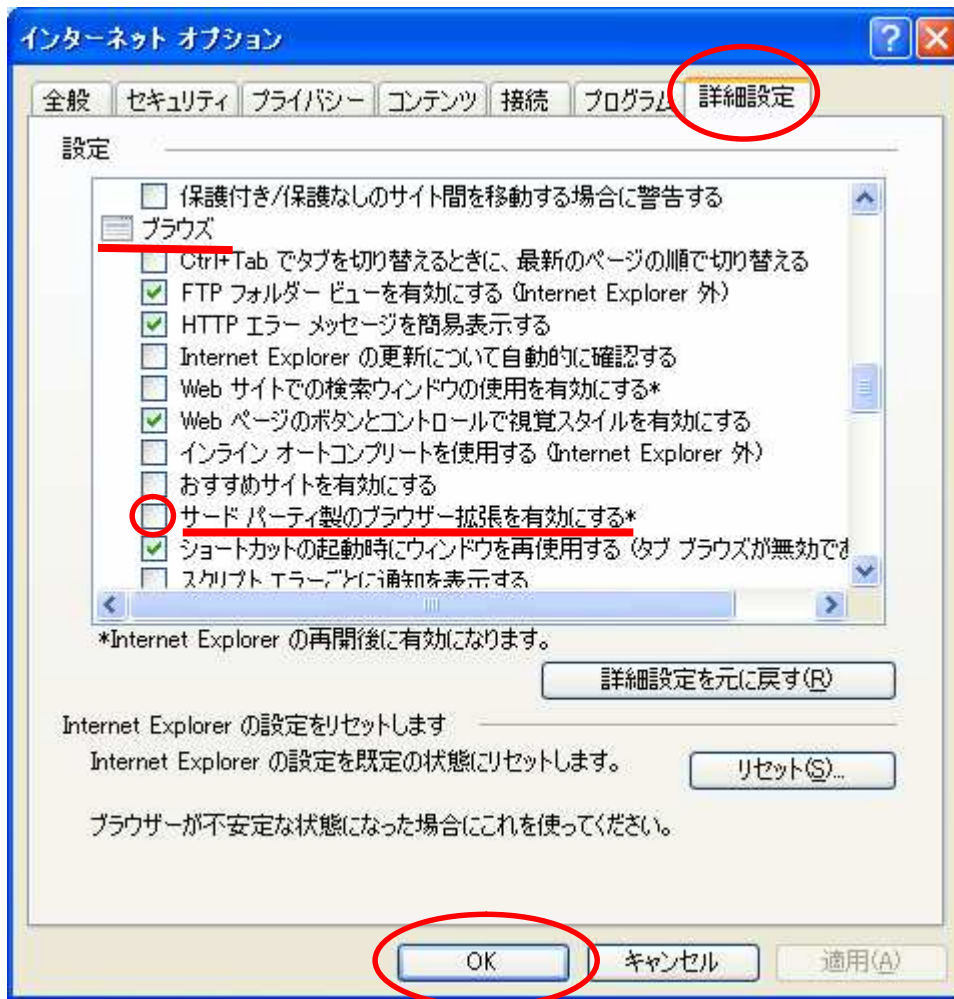 インターネット オプション
全般 セキュリティ プライバシー コンテンツ 接続 プログラム 詳細設定
設定
保護付き/保護なしのサイト間を移動する場合に警告する
ブラウズ
Ctrl+Tab でタブを切り替えるときに、最新のページの順で切り替える
FTP フォルダー ビューを有効にする (Internet Explorer 外)
HTTP エラー メッセージを簡易表示する
Internet Explorer の更新について自動的に確認する
Web サイトでの検索ウィンドウの使用を有効にする*
Web ページのボタンとコントロールで視覚スタイルを有効にする
インライン オートコンプリートを使用する (Internet Explorer 外)
おすすめサイトを有効にする
サード パーティ製のブラウザー拡張を有効にする*
ショートカットの起動時にウィンドウを再使用する (タブ ブラウズが無効であ
スクリプト エラーごとに通知を表示する
*Internet Explorer の再開後に有効になります。
詳細設定を元に戻す(R)
Internet Explorer の設定をリセットします
Internet Explorer の設定を既定の状態にリセットします。
リセット(S)...
ブラウザーが不安定な状態になった場合にこれを使ってください。
OK キャンセル 適用(A)